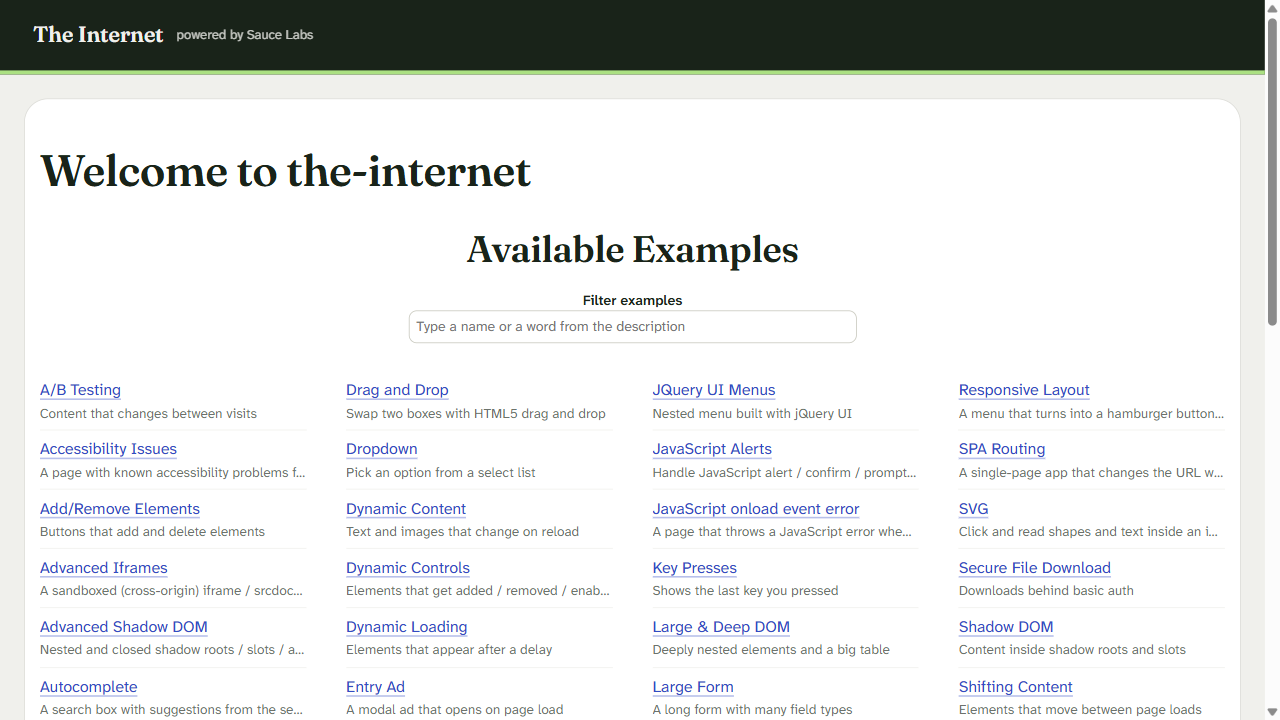 The Internet powered by Sauce Labs
Welcome to the-internet
Available Examples
Filter examples
Type a name or a word from the description
A/B Testing
Content that changes between visits
Accessibility Issues
A page with known accessibility problems f...
Add/Remove Elements
Buttons that add and delete elements
Advanced Iframes
A sandboxed (cross-origin) iframe / srcdoc...
Advanced Shadow DOM
Nested and closed shadow roots / slots / a...
Autocomplete
A search box with suggestions from the se...
Drag and Drop
Swap two boxes with HTML5 drag and drop
Dropdown
Pick an option from a select list
Dynamic Content
Text and images that change on reload
Dynamic Controls
Elements that get added / removed / enab...
Dynamic Loading
Elements that appear after a delay
Entry Ad
A modal ad that opens on page load
JQuery UI Menus
Nested menu built with jQuery UI
JavaScript Alerts
Handle JavaScript alert / confirm / prompt...
JavaScript onload event error
A page that throws a JavaScript error whe...
Key Presses
Shows the last key you pressed
Large & Deep DOM
Deeply nested elements and a big table
Large Form
A long form with many field types
Responsive Layout
A menu that turns into a hamburger button...
SPA Routing
A single-page app that changes the URL w...
SVG
Click and read shapes and text inside an i...
Secure File Download
Downloads behind basic auth
Shadow DOM
Content inside shadow roots and slots
Shifting Content
Elements that move between page loads